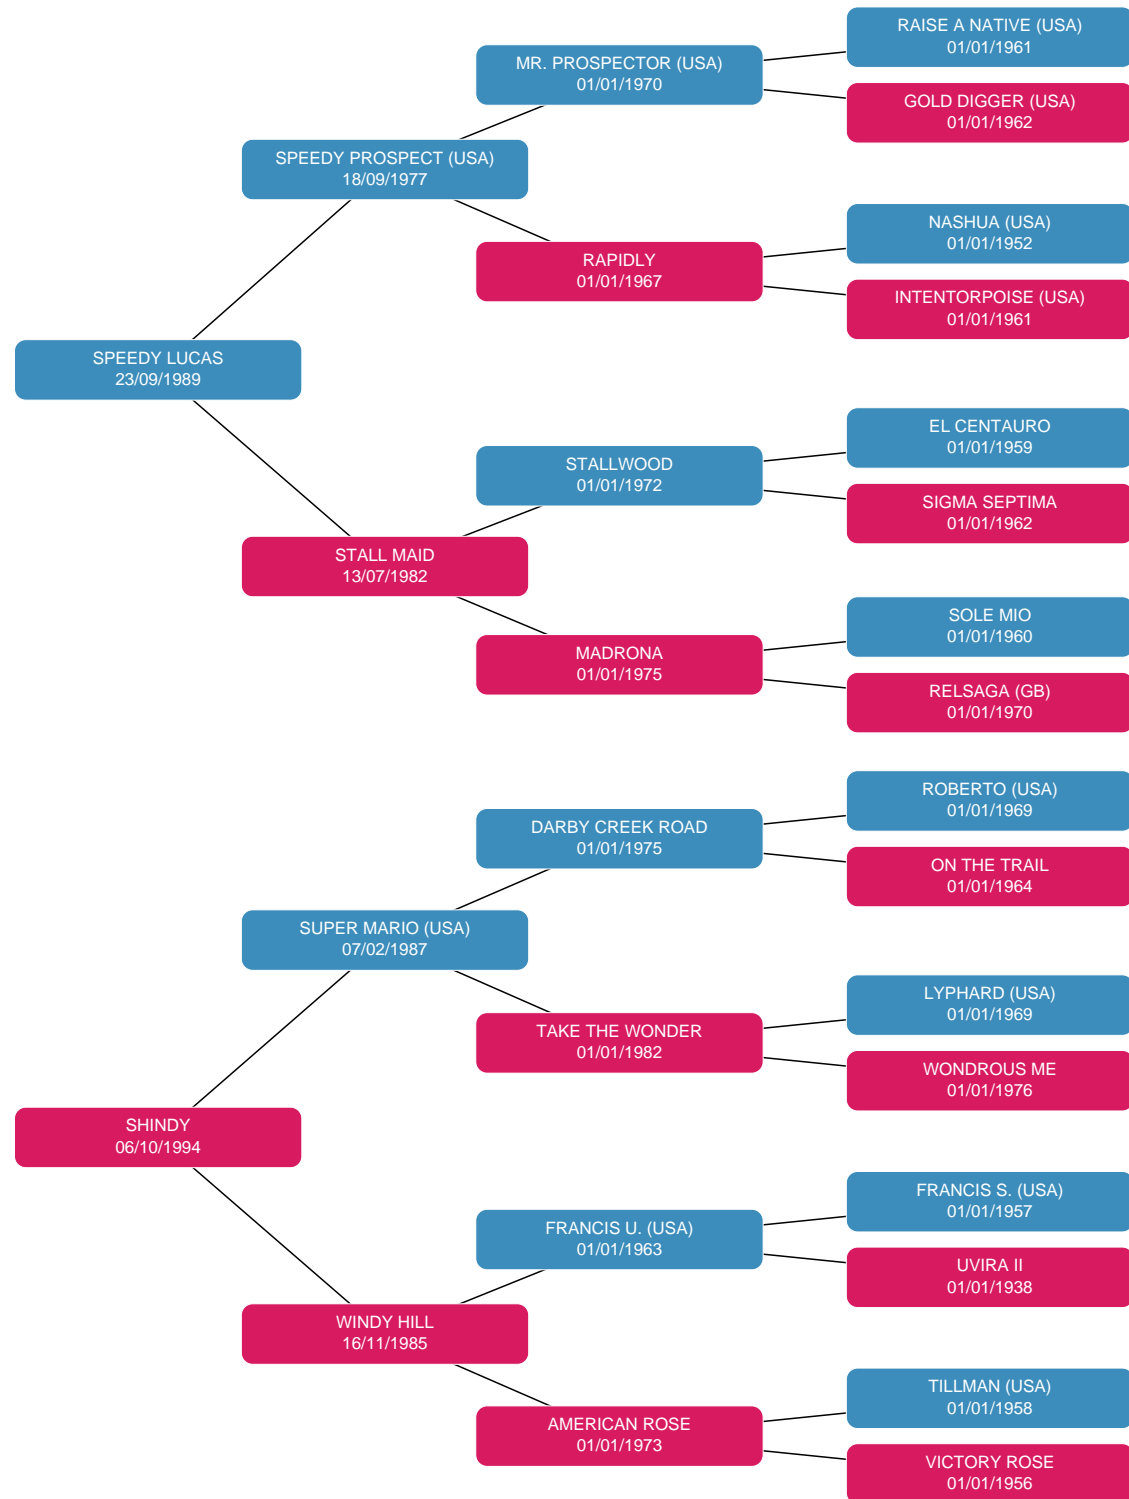 RAISE A NATIVE (USA)
01/01/1961
MR. PROSPECTOR (USA)
01/01/1970
GOLD DIGGER (USA)
01/01/1962
SPEEDY PROSPECT (USA)
18/09/1977
NASHUA (USA)
01/01/1952
RAPIDLY
01/01/1967
INTENTORPOISE (USA)
01/01/1961
SPEEDY LUCAS
23/09/1989
EL CENTAURO
01/01/1959
STALLWOOD
01/01/1972
SIGMA SEPTIMA
01/01/1962
STALL MAID
13/07/1982
SOLE MIO
01/01/1960
MADRONA
01/01/1975
RELSAGA (GB)
01/01/1970
ROBERTO (USA)
01/01/1969
DARBY CREEK ROAD
01/01/1975
ON THE TRAIL
01/01/1964
SUPER MARIO (USA)
07/02/1987
LYPHARD (USA)
01/01/1969
TAKE THE WONDER
01/01/1982
WONDROUS ME
01/01/1976
SHINDY
06/10/1994
FRANCIS S. (USA)
01/01/1957
FRANCIS U. (USA)
01/01/1963
UVIRA II
01/01/1938
WINDY HILL
16/11/1985
TILLMAN (USA)
01/01/1958
AMERICAN ROSE
01/01/1973
VICTORY ROSE
01/01/1956